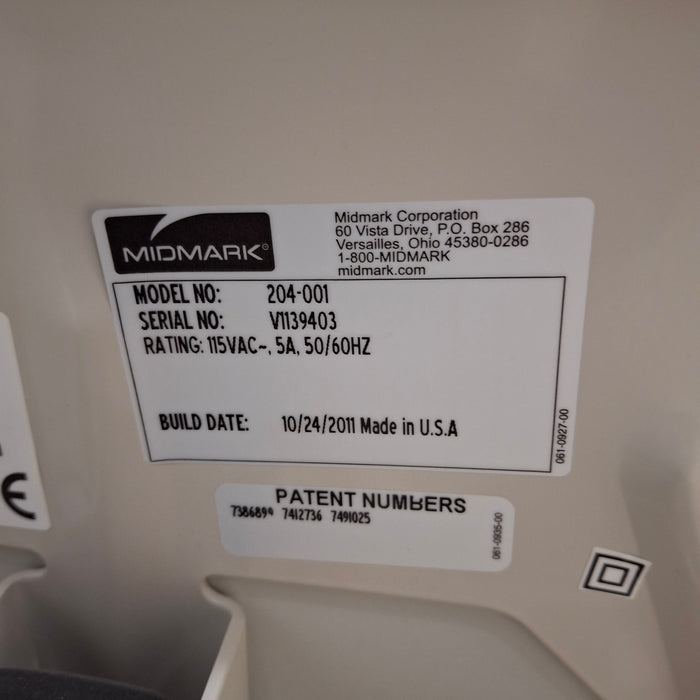 MIDMARK®
Midmark Corporation
60 Vista Drive, P.O. Box 286
Versailles, Ohio 45380-0286
1-800-MIDMARK
midmark.com
MODEL NO: 204-001
SERIAL NO: V1139403
RATING: 115VAC~, 5A, 50/60HZ
BUILD DATE: 10/24/2011 Made in U.S.A
061-0927-00
PATENT NUMBERS
7386899 7412736 7491025
061-0935-00
CE